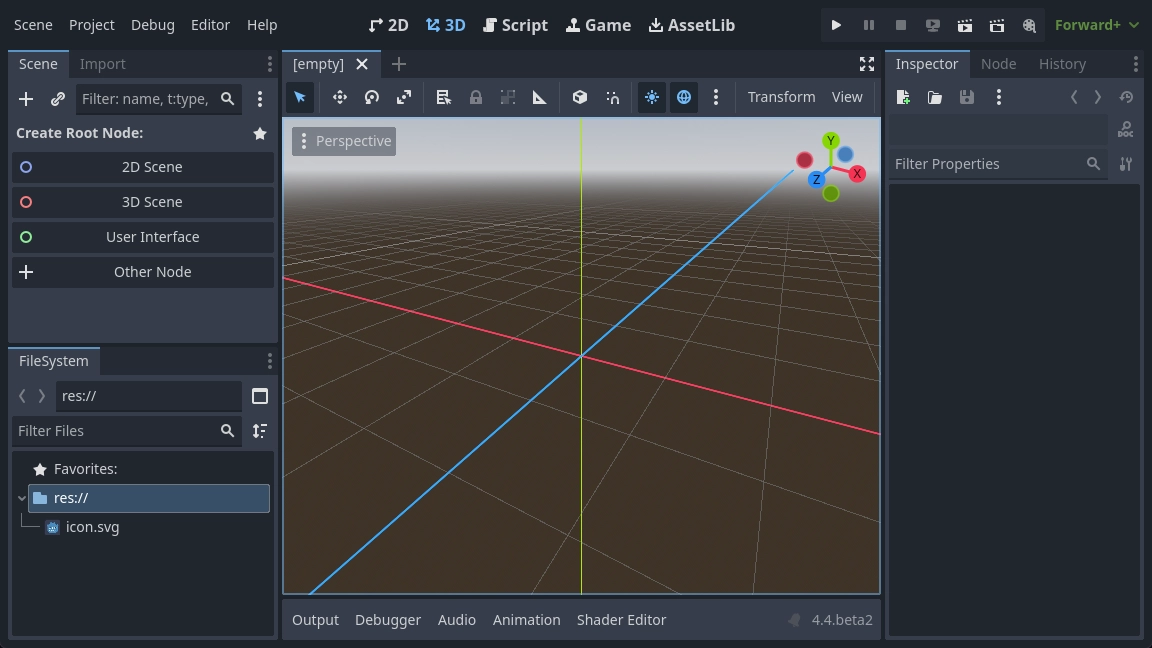 Scene Project Debug Editor Help 2D 3D Script Game AssetLib Forward+
Scene Import
Filter: name, t:type,
Create Root Node:
2D Scene
3D Scene
User Interface
Other Node
FileSystem
res://
Filter Files
Favorites:
res://
icon.svg
[empty]
Transform View
Perspective
Y
X
Z
Output Debugger Audio Animation Shader Editor 4.4.beta2
Inspector Node History
DOC
Filter Properties